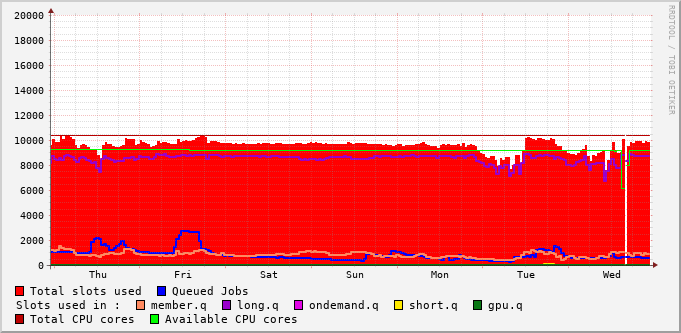 RRDTOOL / TOBI OETIKER
20000
18000
16000
14000
12000
10000
8000
6000
4000
2000
0
Thu Fri Sat Sun Mon Tue Wed
Total slots used Queued Jobs
Slots used in : member.q long.q ondemand.q short.q gpu.q
Total CPU cores Available CPU cores